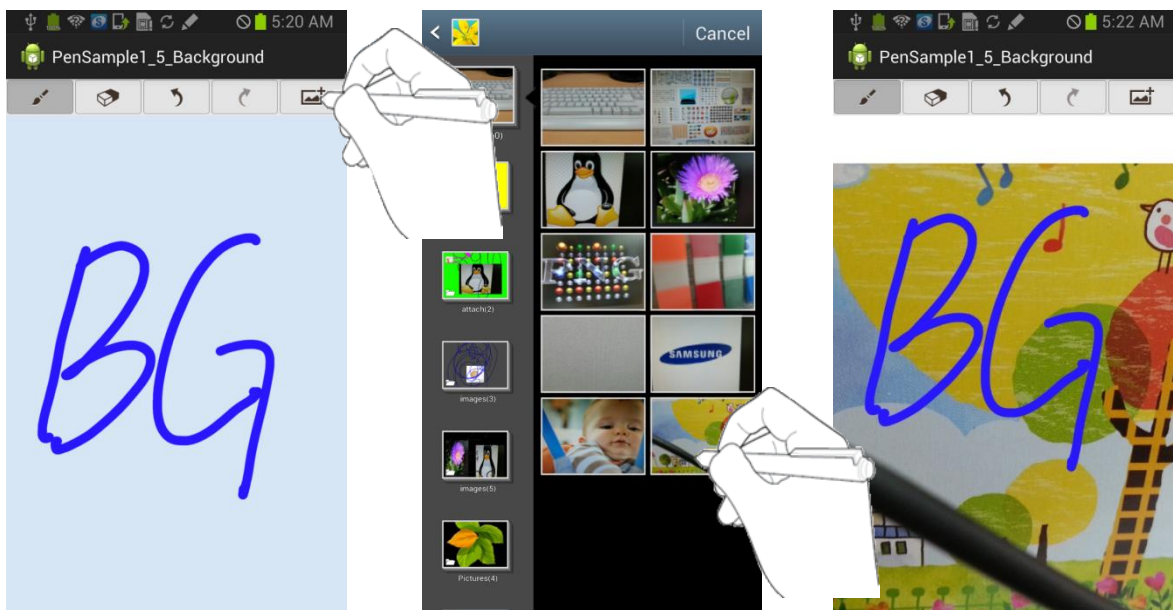 5:20 AM
PenSample1_5_Background
BG
Cancel
attach(2)
images(3)
images(5)
Pictures(4)
SAMSUNG
5:22 AM
PenSample1_5_Background
BG